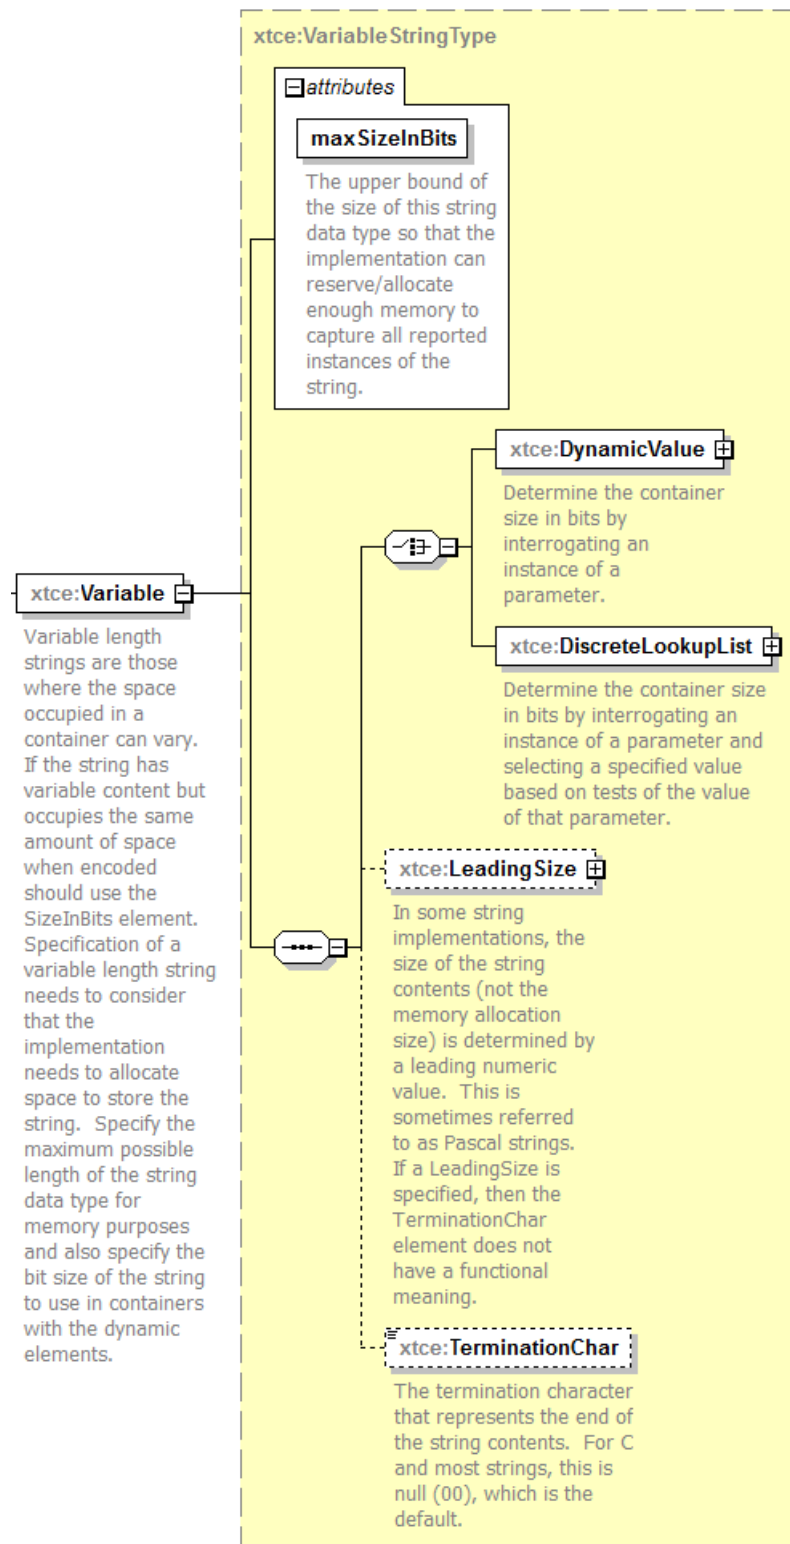 xtce:VariableStringType
attributes
maxSizeInBits
The upper bound of
the size of this string
data type so that the
implementation can
reserve/allocate
enough memory to
capture all reported
instances of the
string.
xtce:DynamicValue
Determine the container
size in bits by
interrogating an
instance of a
parameter.
xtce:Variable
Variable length
strings are those
where the space
occupied in a
container can vary.
If the string has
variable content but
occupies the same
amount of space
when encoded
should use the
SizeInBits element.
Specification of a
variable length string
needs to consider
that the
implementation
needs to allocate
space to store the
string.  Specify the
maximum possible
length of the string
data type for
memory purposes
and also specify the
bit size of the string
to use in containers
with the dynamic
elements.
xtce:DiscreteLookupList
Determine the container size
in bits by interrogating an
instance of a parameter and
selecting a specified value
based on tests of the value
of that parameter.
xtce:LeadingSize
In some string
implementations, the
size of the string
contents (not the
memory allocation
size) is determined by
a leading numeric
value.  This is
sometimes referred
to as Pascal strings.
If a LeadingSize is
specified, then the
TerminationChar
element does not
have a functional
meaning.
xtce:TerminationChar
The termination character
that represents the end of
the string contents.  For C
and most strings, this is
null (00), which is the
default.